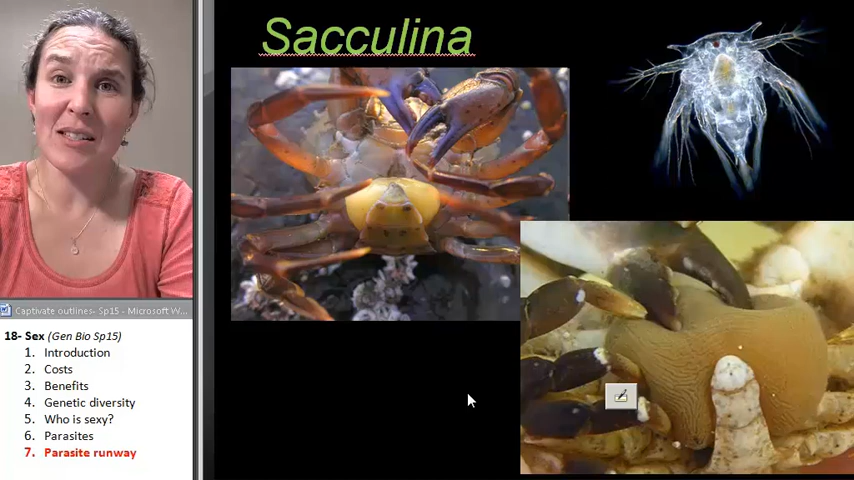 Sacculina
Captivate outlines- Sp15 - Microsoft W...
18- Sex (Gen Bio Sp15)
1. Introduction
2. Costs
3. Benefits
4. Genetic diversity
5. Who is sexy?
6. Parasites
7. Parasite runway